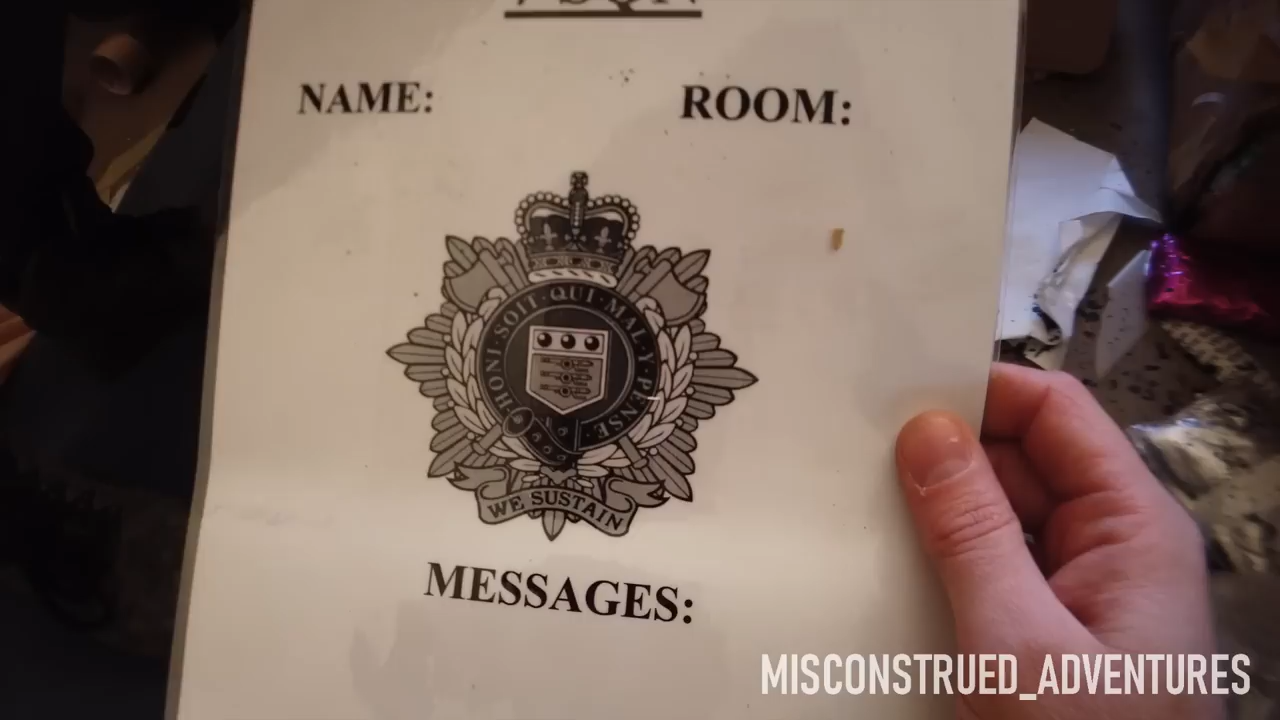 NAME:
ROOM:
HONI·SOIT·QUI·MAL·Y·PENSE
WE SUSTAIN
MESSAGES:
MISCONSTRUED_ADVENTURES